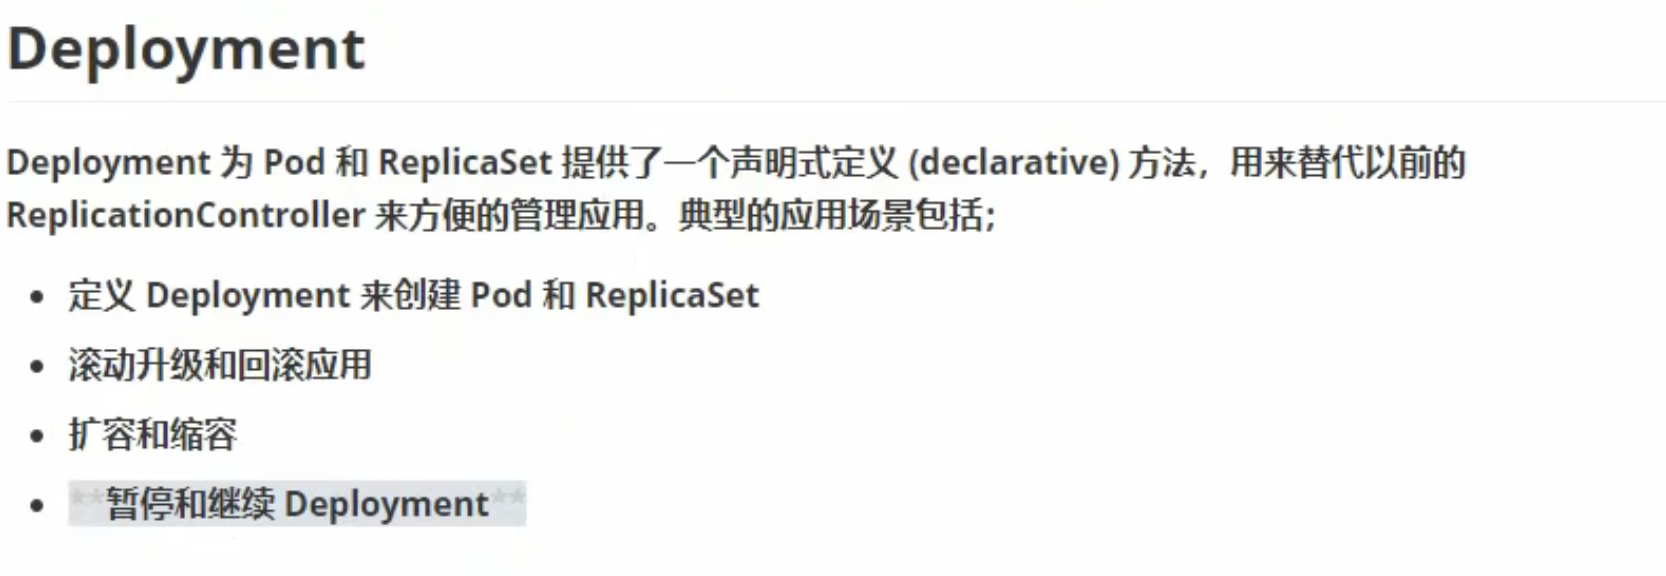 Deployment
Deployment 为 Pod 和 ReplicaSet 提供了一个声明式定义 (declarative) 方法，用来替代以前的
ReplicationController 来方便的管理应用。典型的应用场景包括；
• 定义 Deployment 来创建 Pod 和 ReplicaSet
• 滚动升级和回滚应用
• 扩容和缩容
• **暂停和继续 Deployment**